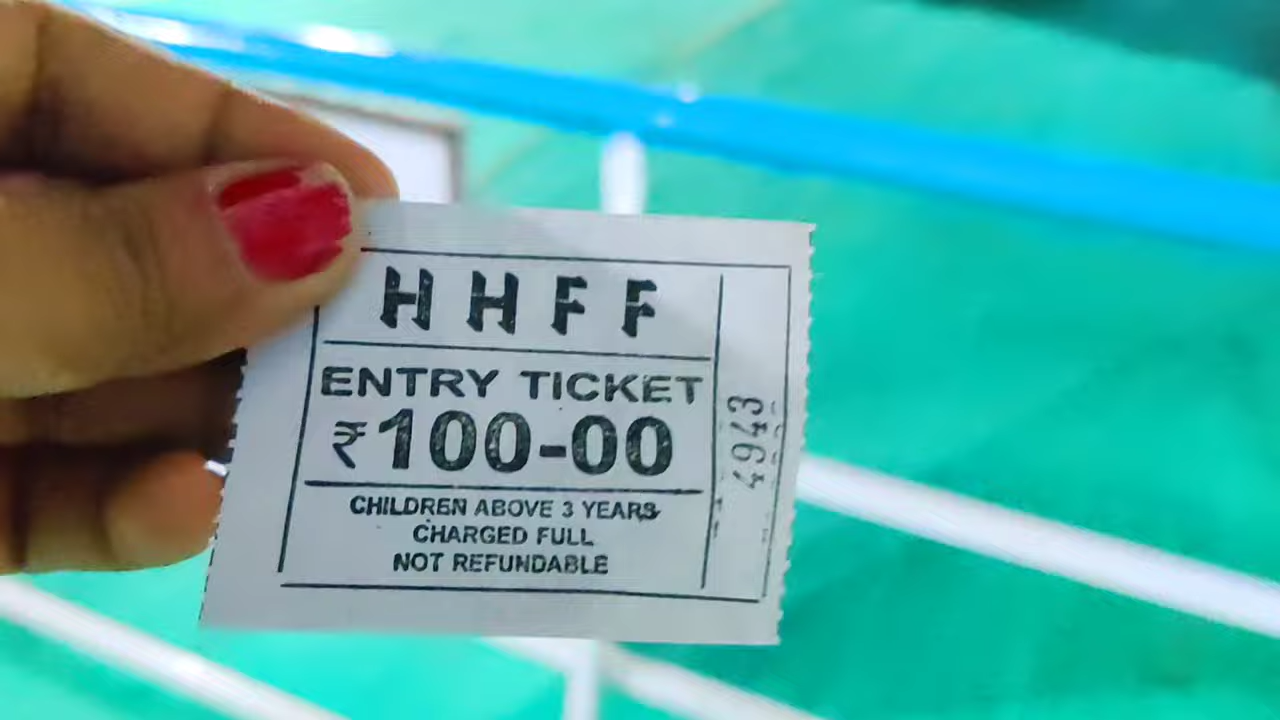 HHFF
ENTRY TICKET
₹100-00
CHILDREN ABOVE 3 YEARS
CHARGED FULL
NOT REFUNDABLE
4943